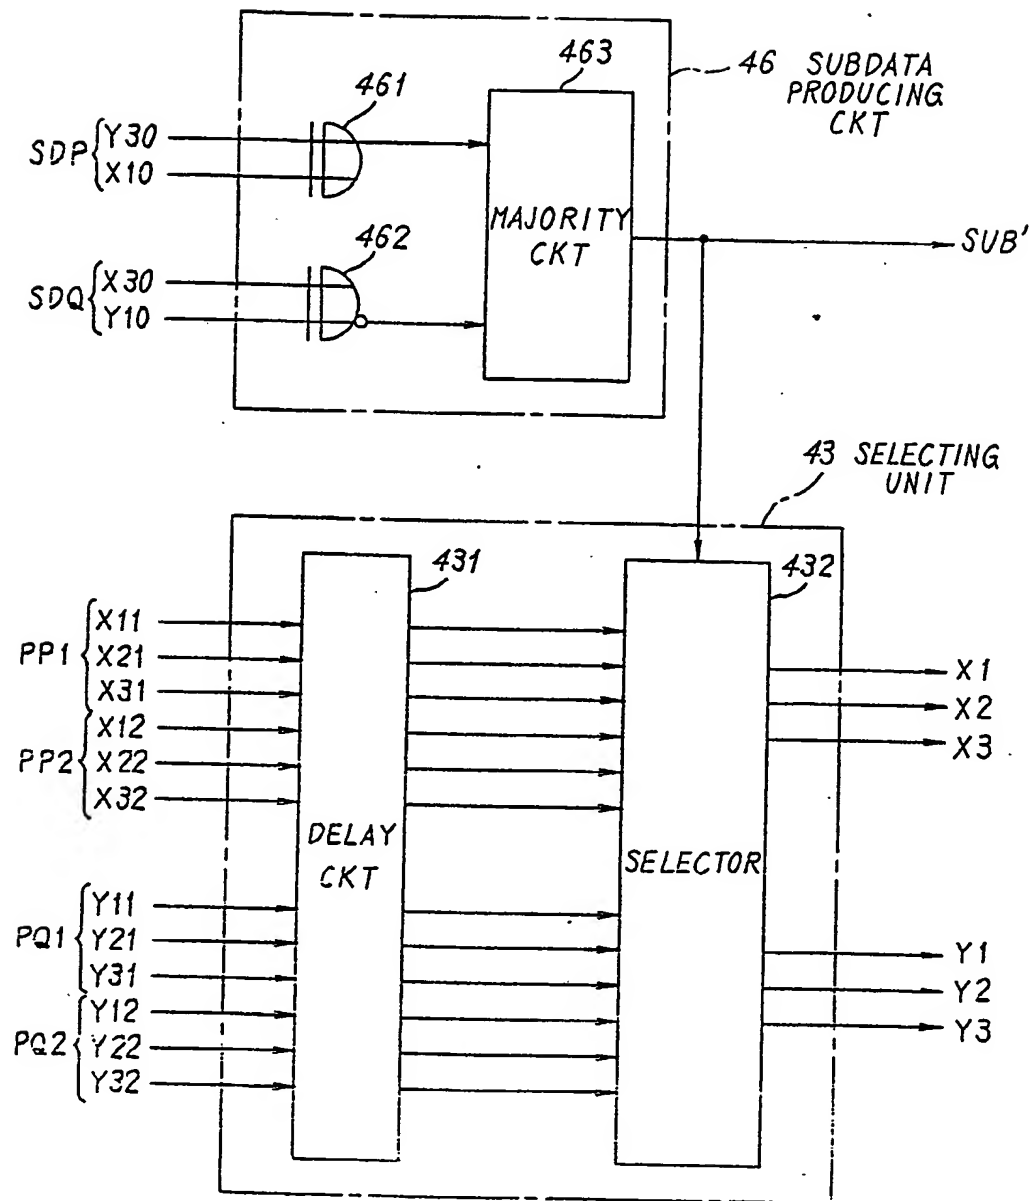 463
46 SUBDATA
PRODUCING
CKT
461
SDP
Y30
X10
MAJORITY
CKT
SUB'
462
SDQ
X30
Y10
43 SELECTING
UNIT
431
432
PP1
X11
X21
X31
PP2
X12
X22
X32
X1
X2
X3
DELAY
CKT
SELECTOR
PQ1
Y11
Y21
Y31
PQ2
Y12
Y22
Y32
Y1
Y2
Y3